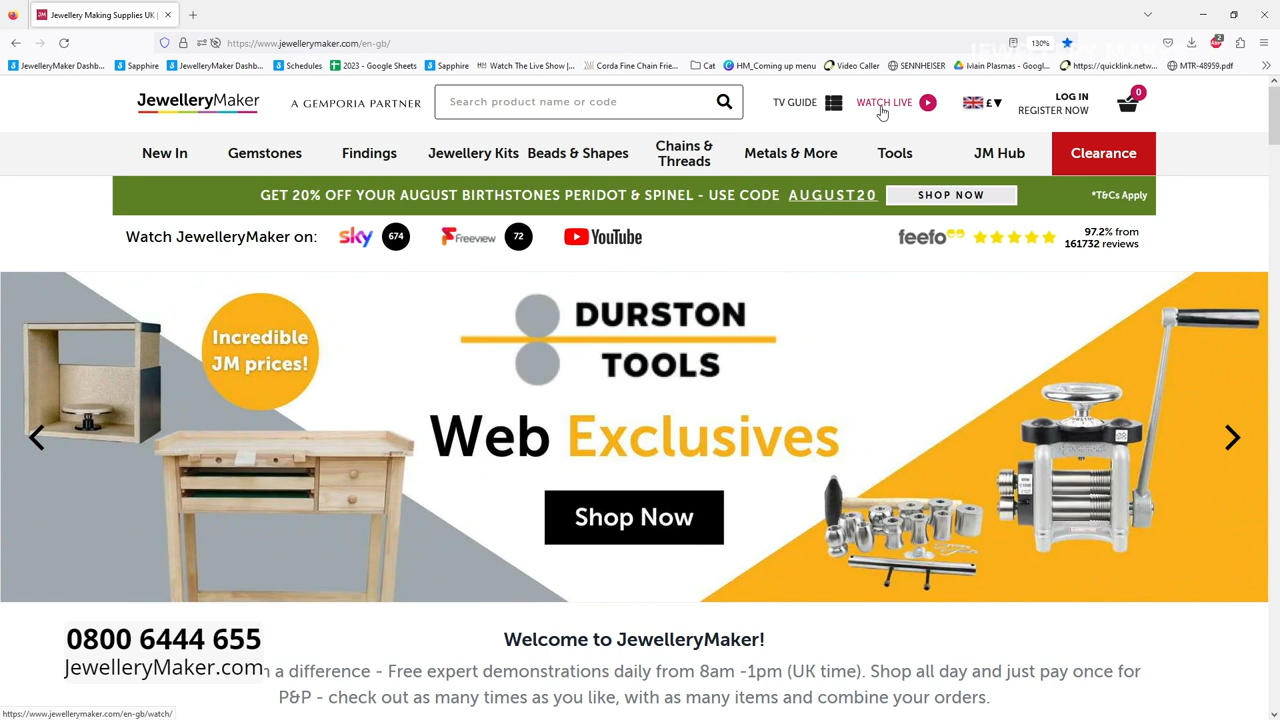 Jewellery Making Supplies UK |
https://www.jewellerymaker.com/en-gb/
130%
2
JewelleryMaker Dashb...
Sapphire
JewelleryMaker Dashb...
Schedules
2023 - Google Sheets
Sapphire
Watch The Live Show |...
Corda Fine Chain Frie...
Cat
HM_Coming up menu
Video Caller
SENNHEISER
Main Plasmas - Googl...
https://quicklink.netw...
MTR-48959.pdf
JewelleryMaker
A GEMPORIA PARTNER
Search product name or code
TV GUIDE
WATCH LIVE
£
LOG IN
REGISTER NOW
0
New In
Gemstones
Findings
Jewellery Kits
Beads & Shapes
Chains &
Threads
Metals & More
Tools
JM Hub
Clearance
GET 20% OFF YOUR AUGUST BIRTHSTONES PERIDOT & SPINEL - USE CODE AUGUST20
SHOP NOW
*T&Cs Apply
Watch JewelleryMaker on:
sky
674
Freeview
72
YouTube
feefo
97.2% from
161732 reviews
Incredible
JM prices!
DURSTON
TOOLS
Web Exclusives
Shop Now
0800 6444 655
JewelleryMaker.com
Welcome to JewelleryMaker!
n a difference - Free expert demonstrations daily from 8am -1pm (UK time). Shop all day and just pay once for
P&P - check out as many times as you like, with as many items and combine your orders.
https://www.jewellerymaker.com/en-gb/watch/